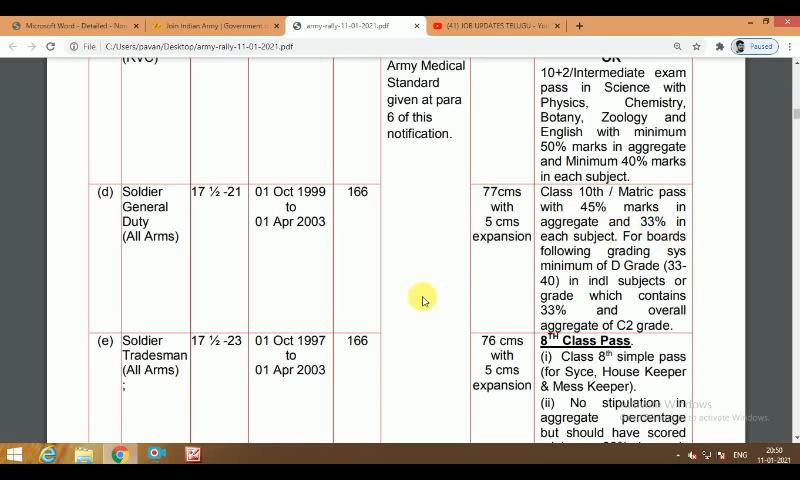 Microsoft Word - Detailed - Not
Join Indian Army | Government o
army-rally-11-01-2021.pdf
(41) JOB UPDATES TELUGU - You
File | C:/Users/pavan/Desktop/army-rally-11-01-2021.pdf
Paused
(RVC)
Army Medical
Standard
given at para
6 of this
notification.
OR
10+2/Intermediate exam
pass in Science with
Physics, Chemistry,
Botany, Zoology and
English with minimum
50% marks in aggregate
and Minimum 40% marks
in each subject.
(d)
Soldier
General
Duty
(All Arms)
17 ½ -21
01 Oct 1999
to
01 Apr 2003
166
77cms
with
5 cms
expansion
Class 10th / Matric pass
with 45% marks in
aggregate and 33% in
each subject. For boards
following grading sys
minimum of D Grade (33-
40) in indl subjects or
grade which contains
33% and overall
aggregate of C2 grade.
(e)
Soldier
Tradesman
(All Arms)
;
17 ½ -23
01 Oct 1997
to
01 Apr 2003
166
76 cms
with
5 cms
expansion
8TH Class Pass.
(i) Class 8th simple pass
(for Syce, House Keeper
& Mess Keeper).
(ii) No stipulation in
aggregate percentage
but should have scored
ENG
20:50
11-01-2021